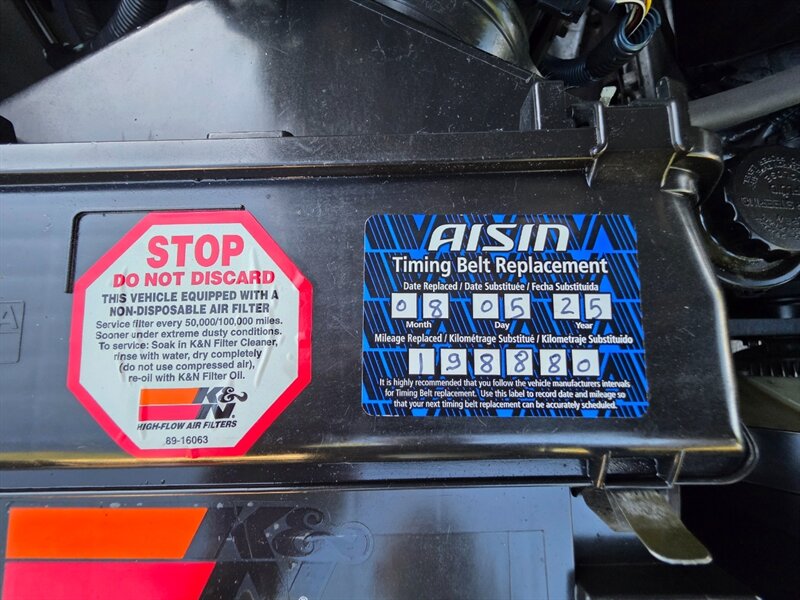 STOP
DO NOT DISCARD
THIS VEHICLE EQUIPPED WITH A
NON-DISPOSABLE AIR FILTER
Service filter every 50,000/100,000 miles.
Sooner under extreme dusty conditions.
To service: Soak in K&N Filter Cleaner,
rinse with water, dry completely
(do not use compressed air),
re-oil with K&N Filter Oil.
K&N
HIGH-FLOW AIR FILTERS
89-16063
AISIN
Timing Belt Replacement
Date Replaced / Date Substituée / Fecha Substituida
08 05 25
Month Day Year
Mileage Replaced / Kilométrage Substitué / Kilometraje Substituido
198880
It is highly recommended that you follow the vehicle manufacturers intervals
for Timing Belt replacement. Use this label to record date and mileage so
that your next timing belt replacement can be accurately scheduled.
K&N